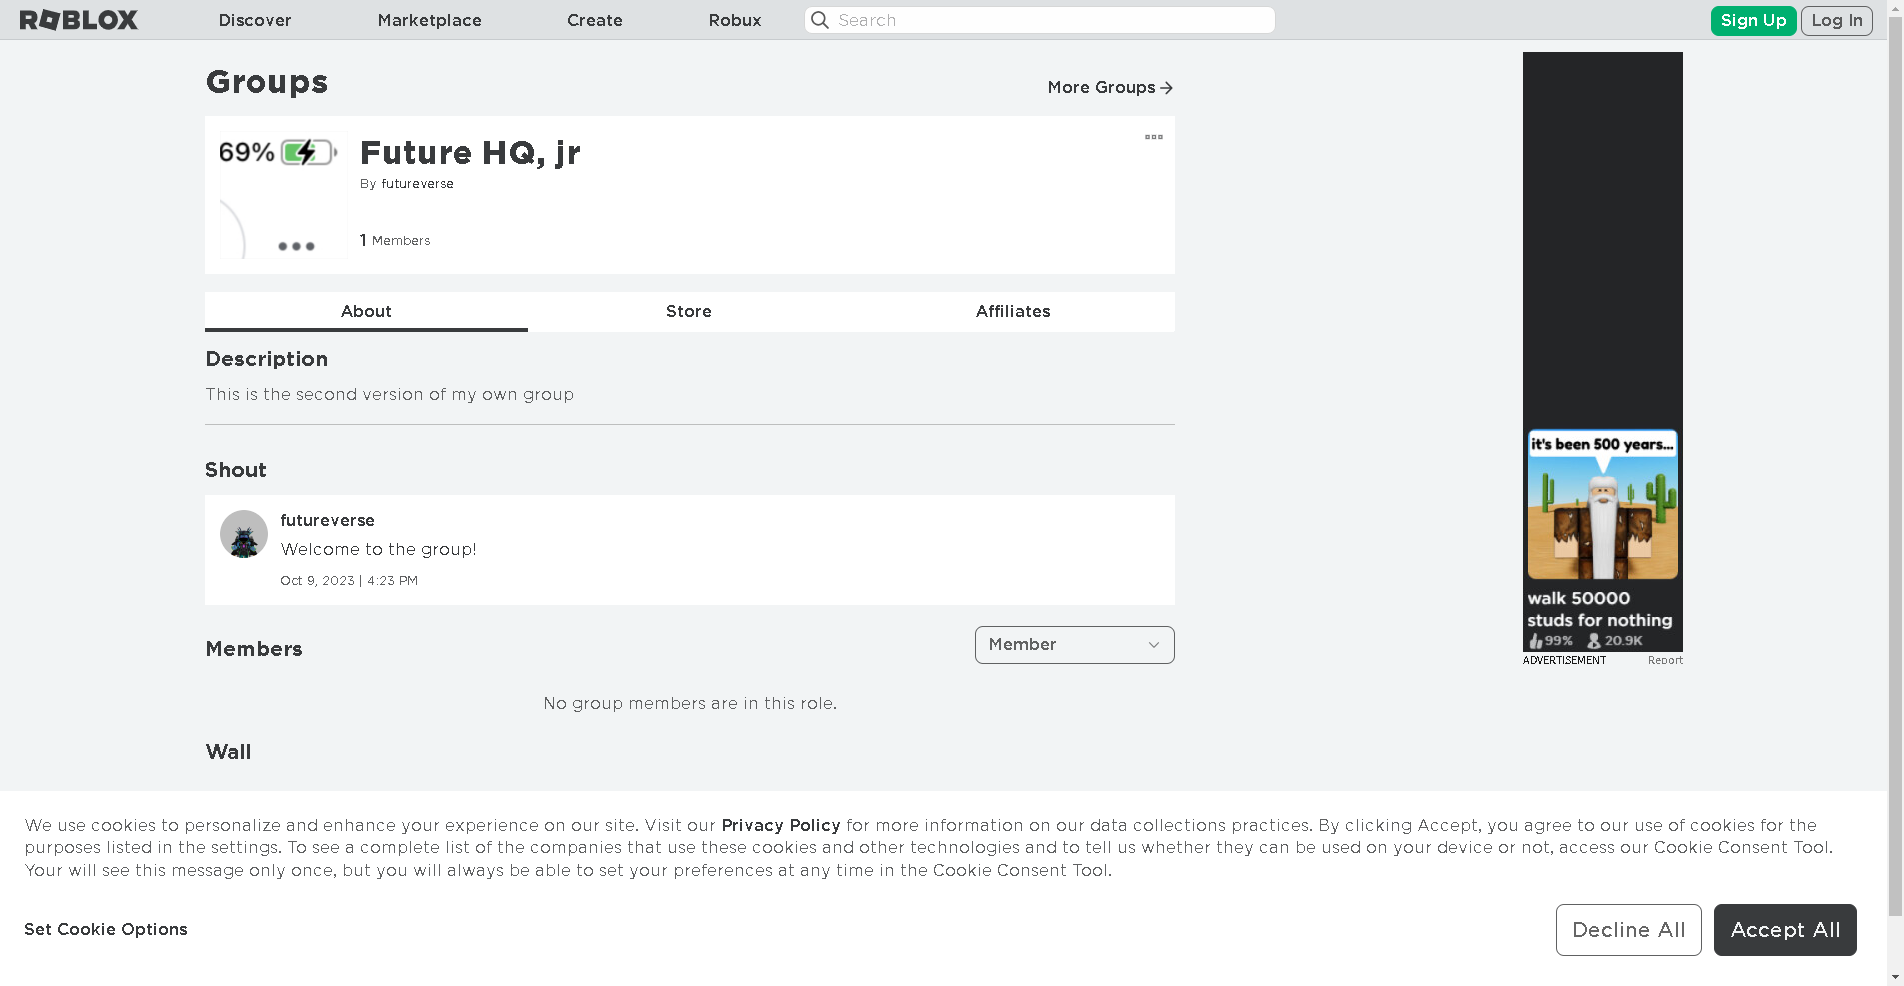 ROBLOX
Discover
Marketplace
Create
Robux
Search
Sign Up
Log In
Groups
More Groups
69%
Future HQ, jr
By futureverse
1 Members
About
Store
Affiliates
Description
This is the second version of my own group
Shout
futureverse
Welcome to the group!
Oct 9, 2023 | 4:23 PM
Members
Member
No group members are in this role.
Wall
it's been 500 years...
walk 50000
studs for nothing
99% 20.9K
ADVERTISEMENT
Report
We use cookies to personalize and enhance your experience on our site. Visit our Privacy Policy for more information on our data collections practices. By clicking Accept, you agree to our use of cookies for the
purposes listed in the settings. To see a complete list of the companies that use these cookies and other technologies and to tell us whether they can be used on your device or not, access our Cookie Consent Tool.
Your will see this message only once, but you will always be able to set your preferences at any time in the Cookie Consent Tool.
Set Cookie Options
Decline All
Accept All